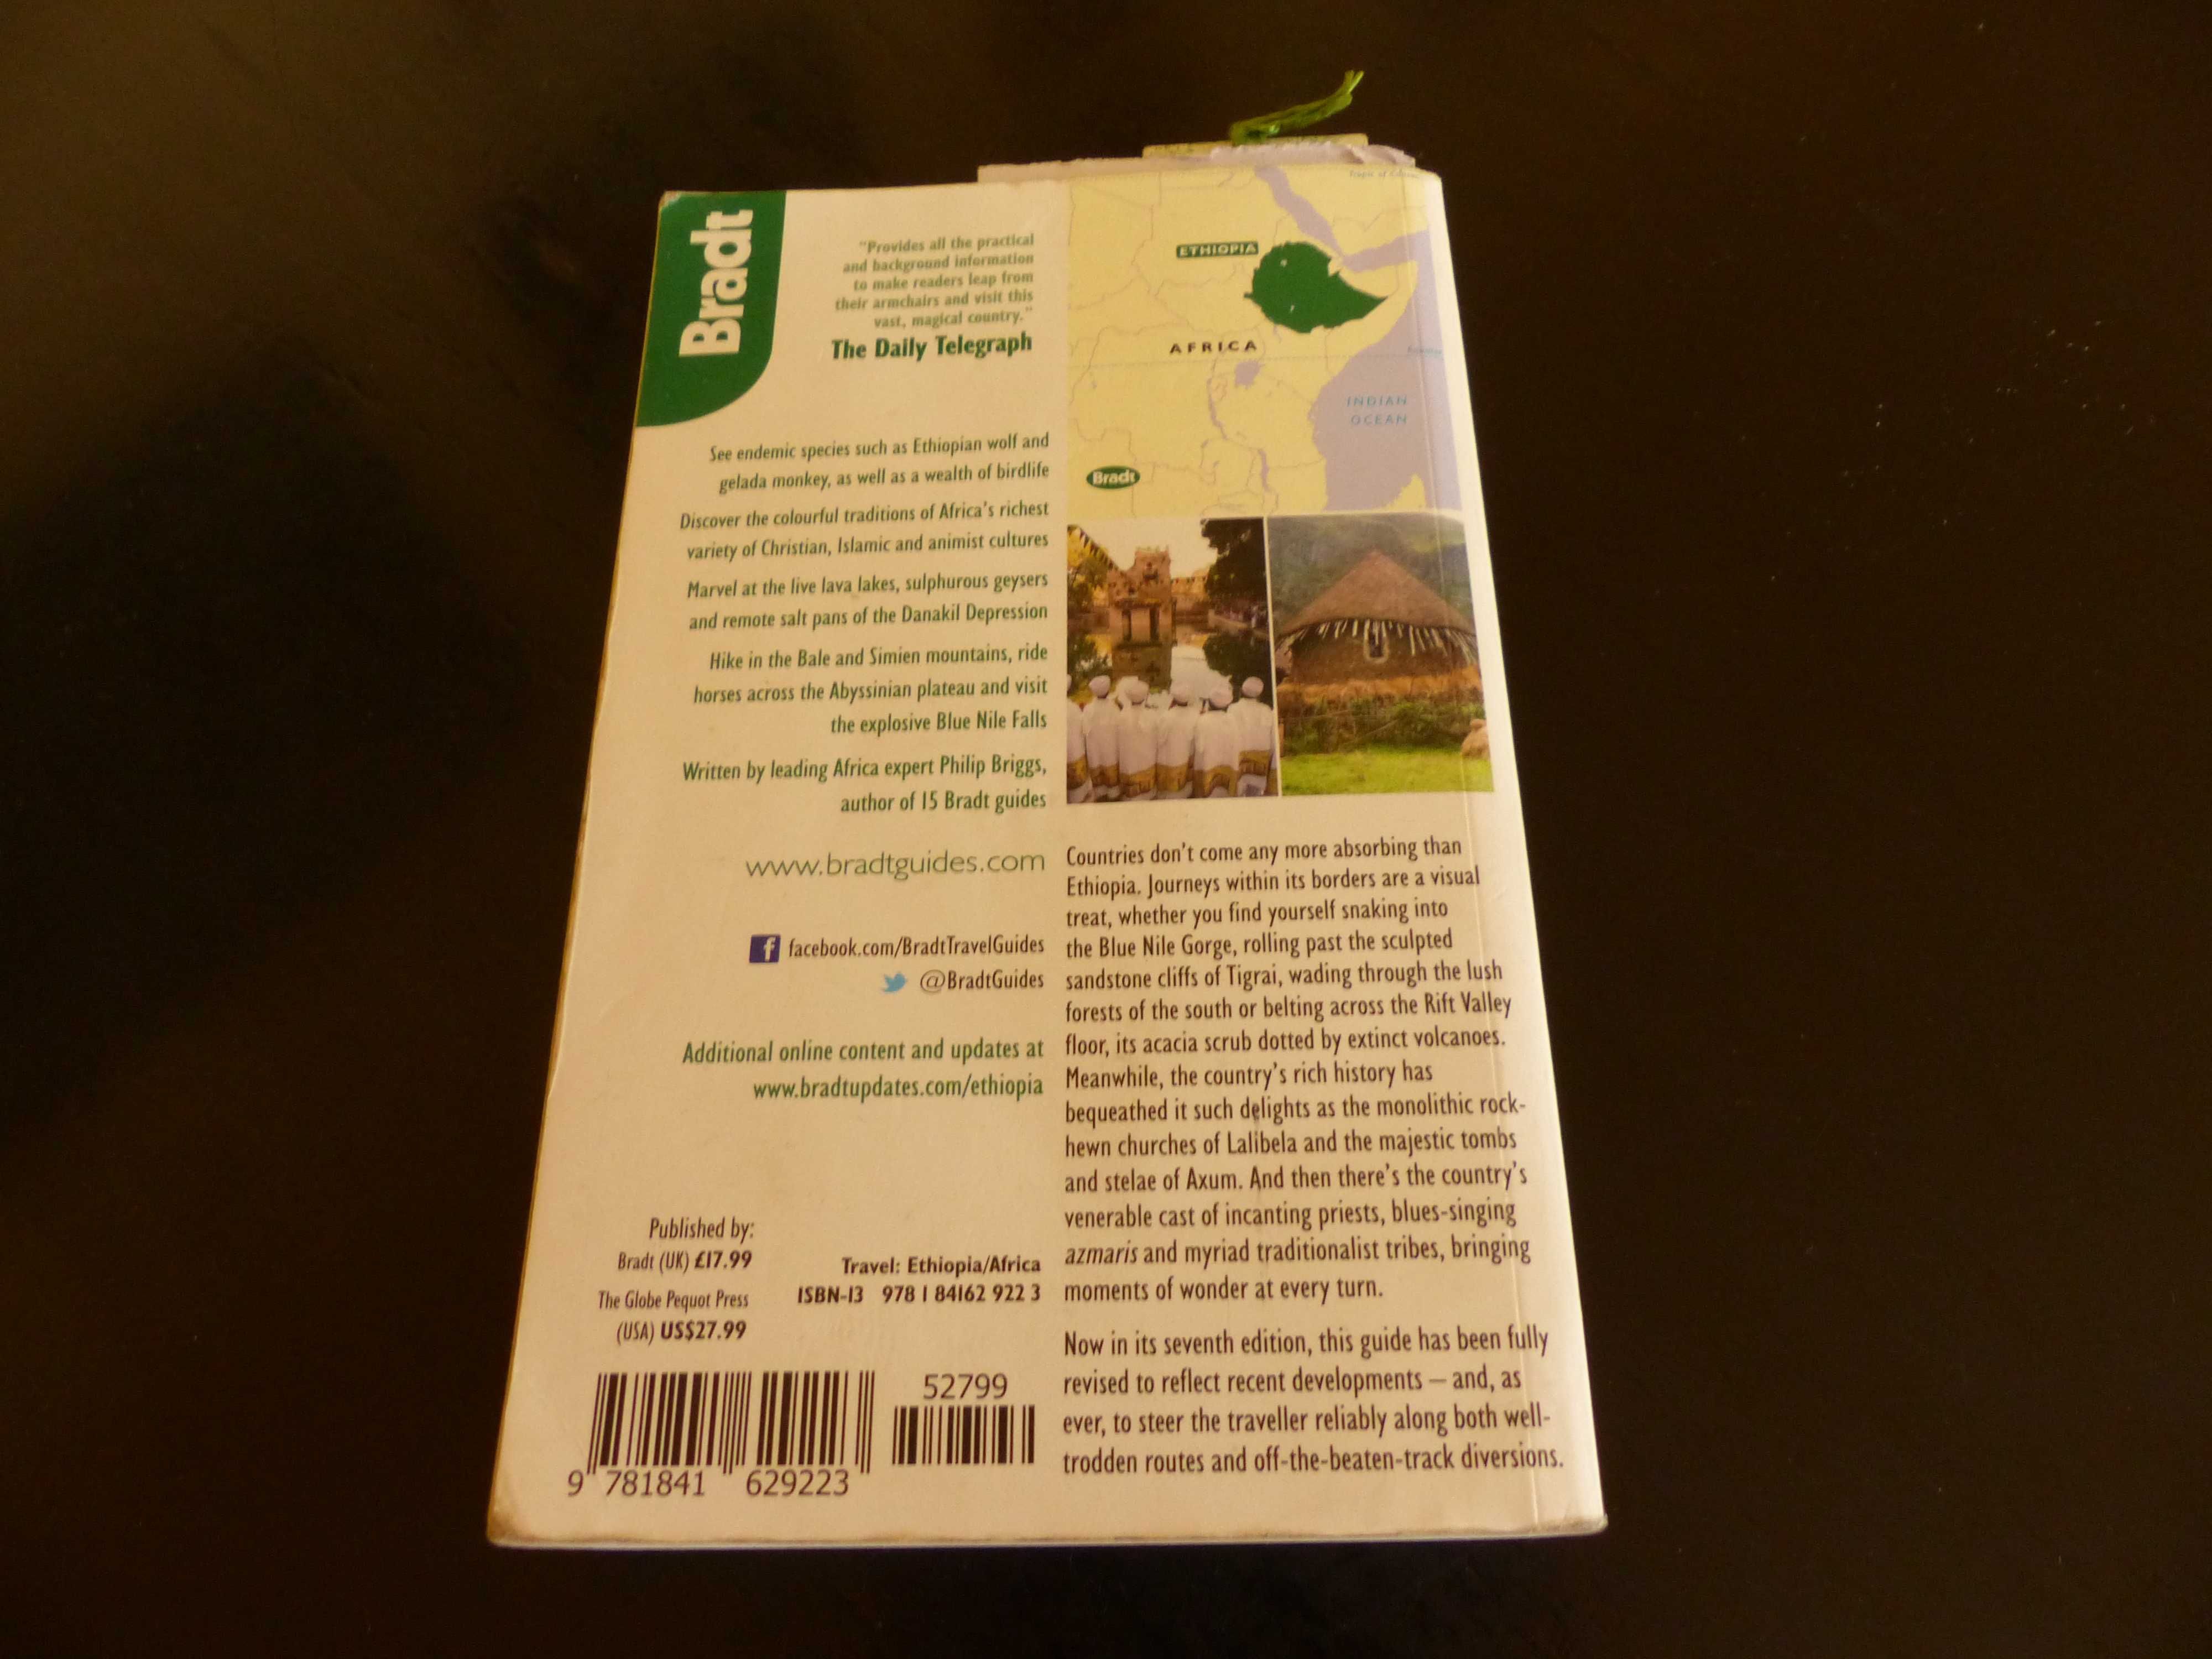 Bradt
"Provides all the practical
and background information
to make readers leap from
their armchairs and visit this
vast, magical country."
The Daily Telegraph
See endemic species such as Ethiopian wolf and
gelada monkey, as well as a wealth of birdlife
Discover the colourful traditions of Africa's richest
variety of Christian, Islamic and animist cultures
Marvel at the live lava lakes, sulphurous geysers
and remote salt pans of the Danakil Depression
Hike in the Bale and Simien mountains, ride
horses across the Abyssinian plateau and visit
the explosive Blue Nile Falls
Written by leading Africa expert Philip Briggs,
author of 15 Bradt guides
www.bradtguides.com
facebook.com/BradtTravelGuides
@BradtGuides
Additional online content and updates at
www.bradtupdates.com/ethiopia
Published by:
Bradt (UK) £17.99
The Globe Pequot Press
(USA) US$27.99
Travel: Ethiopia/Africa
ISBN-13 978 1 84162 922 3
52799
9 781841 629223
Tropic of Cancer
ETHIOPIA
AFRICA
INDIAN
OCEAN
Bradt
Countries don't come any more absorbing than
Ethiopia. Journeys within its borders are a visual
treat, whether you find yourself snaking into
the Blue Nile Gorge, rolling past the sculpted
sandstone cliffs of Tigrai, wading through the lush
forests of the south or belting across the Rift Valley
floor, its acacia scrub dotted by extinct volcanoes.
Meanwhile, the country's rich history has
bequeathed it such delights as the monolithic rock-
hewn churches of Lalibela and the majestic tombs
and stelae of Axum. And then there's the country's
venerable cast of incanting priests, blues-singing
azmaris and myriad traditionalist tribes, bringing
moments of wonder at every turn.
Now in its seventh edition, this guide has been fully
revised to reflect recent developments – and, as
ever, to steer the traveller reliably along both well-
trodden routes and off-the-beaten-track diversions.